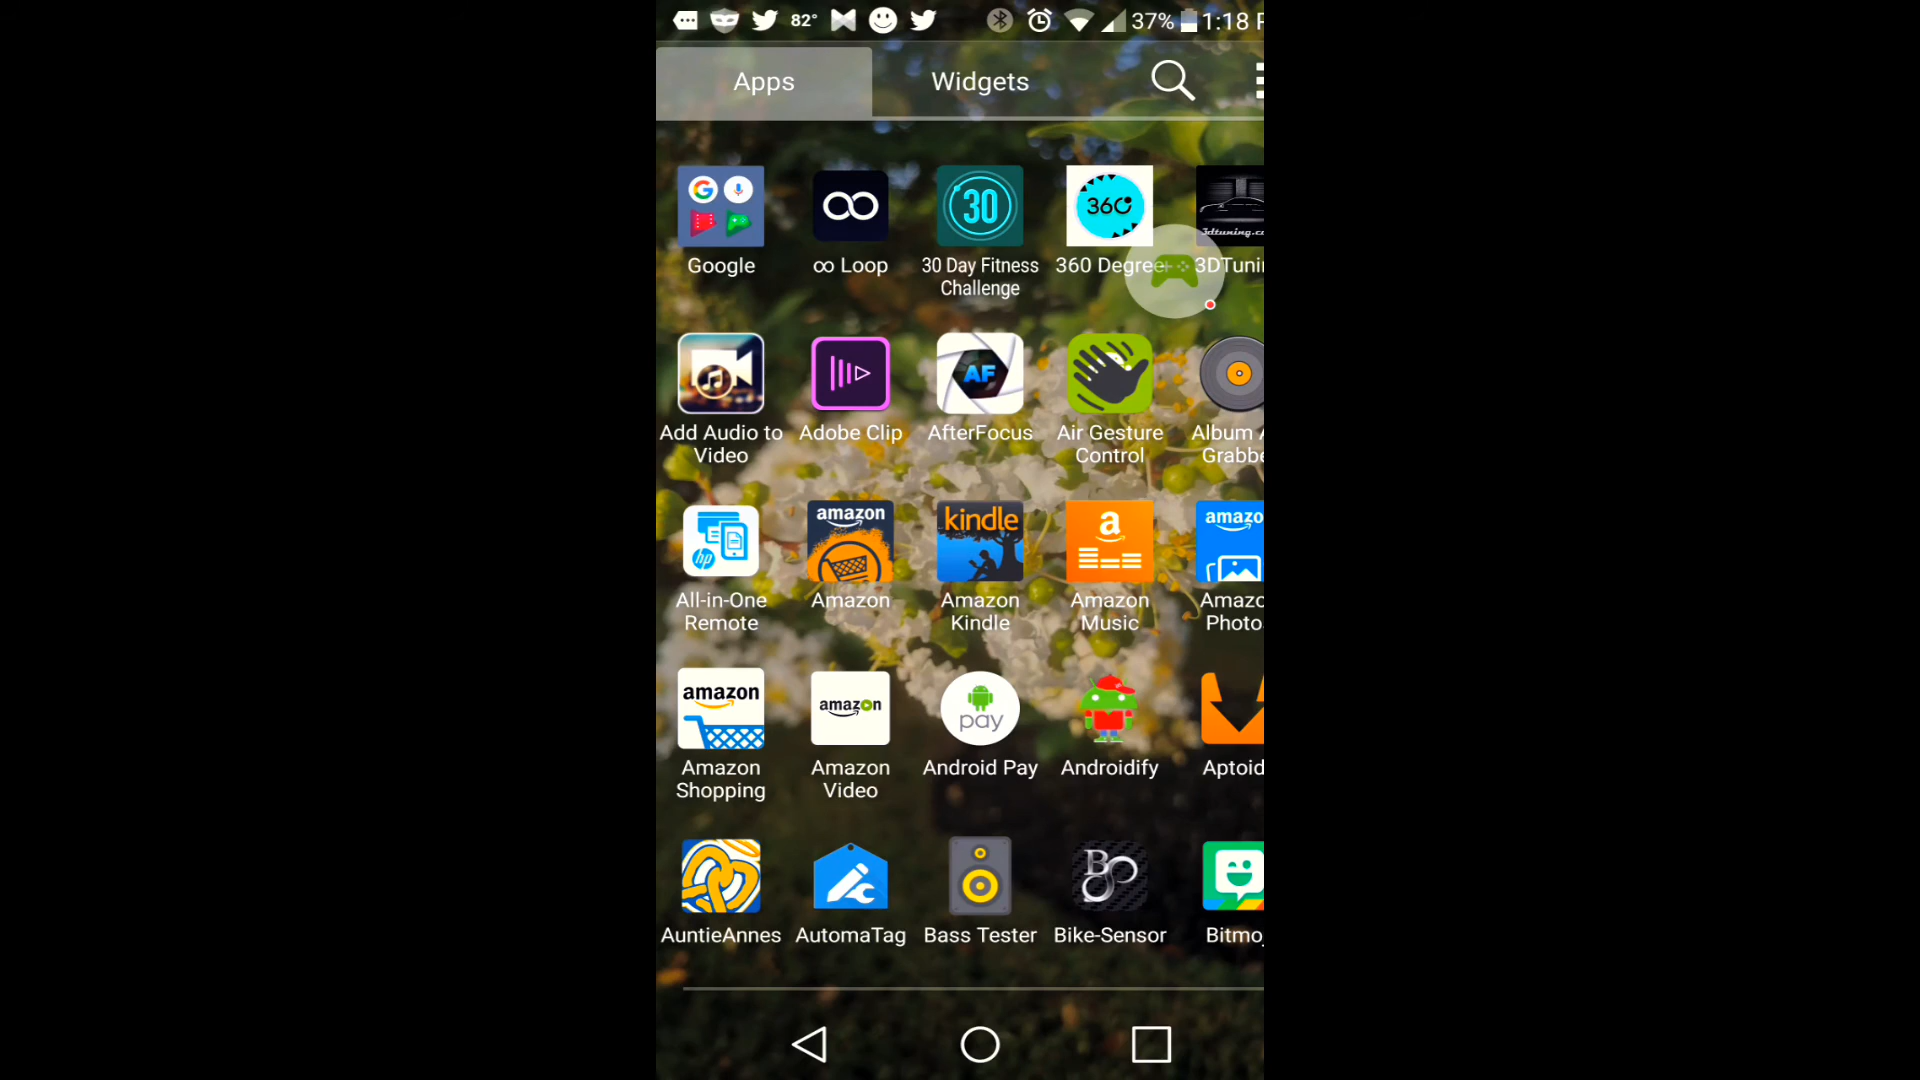 82° 37% 1:18 P
Apps Widgets
30 360
3dtuning.co
Google ∞ Loop 30 Day Fitness 360 Degree 3DTuni
Challenge
AF
Add Audio to Adobe Clip AfterFocus Air Gesture Album A
Video Control Grabbe
amazon kindle a amazo
hp
All-in-One Amazon Amazon Amazon Amazo
Remote Kindle Music Photo
amazon amazon pay
Amazon Amazon Android Pay Androidify Aptoid
Shopping Video
B
AuntieAnnes AutomaTag Bass Tester Bike-Sensor Bitmo